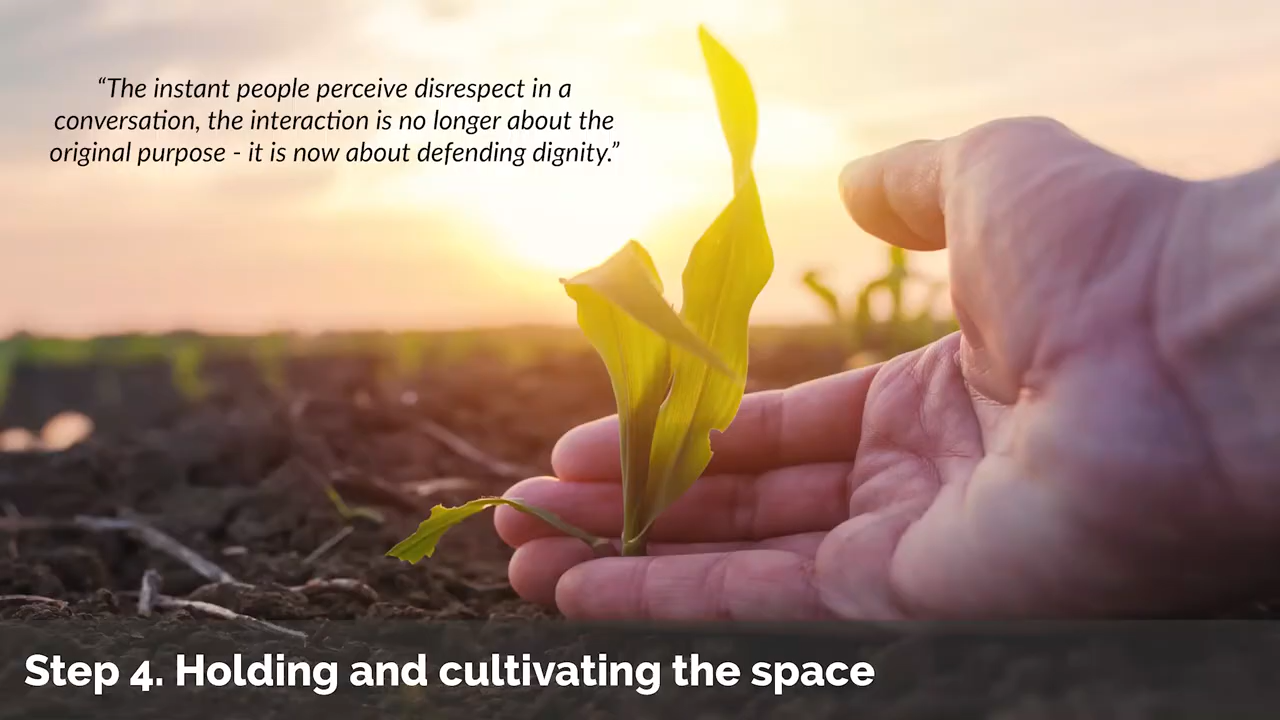 “The instant people perceive disrespect in a
conversation, the interaction is no longer about the
original purpose - it is now about defending dignity.”
Step 4. Holding and cultivating the space